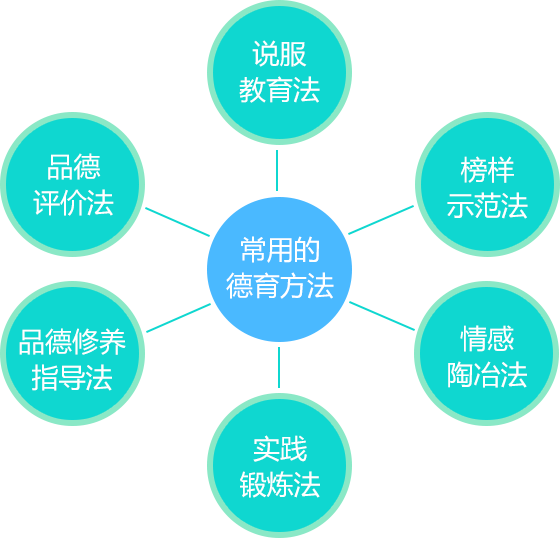 说服
教育法
品德
评价法
榜样
示范法
常用的
德育方法
品德修养
指导法
情感
陶冶法
实践
锻炼法